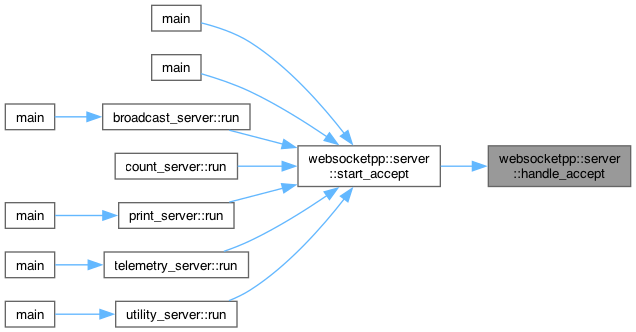 main
main
main
broadcast_server::run
count_server::run
websocketpp::server
::start_accept
websocketpp::server
::handle_accept
main
print_server::run
main
telemetry_server::run
main
utility_server::run